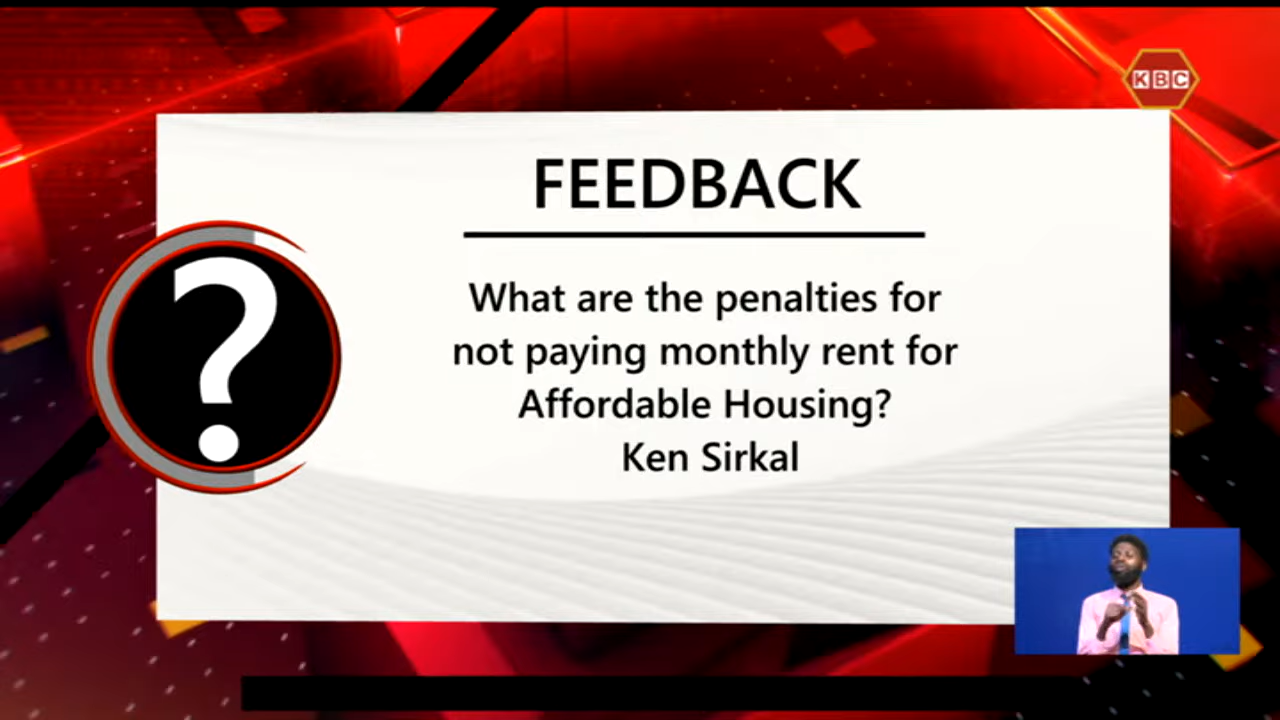 KBC
FEEDBACK
What are the penalties for
not paying monthly rent for
Affordable Housing?
Ken Sirkal
?